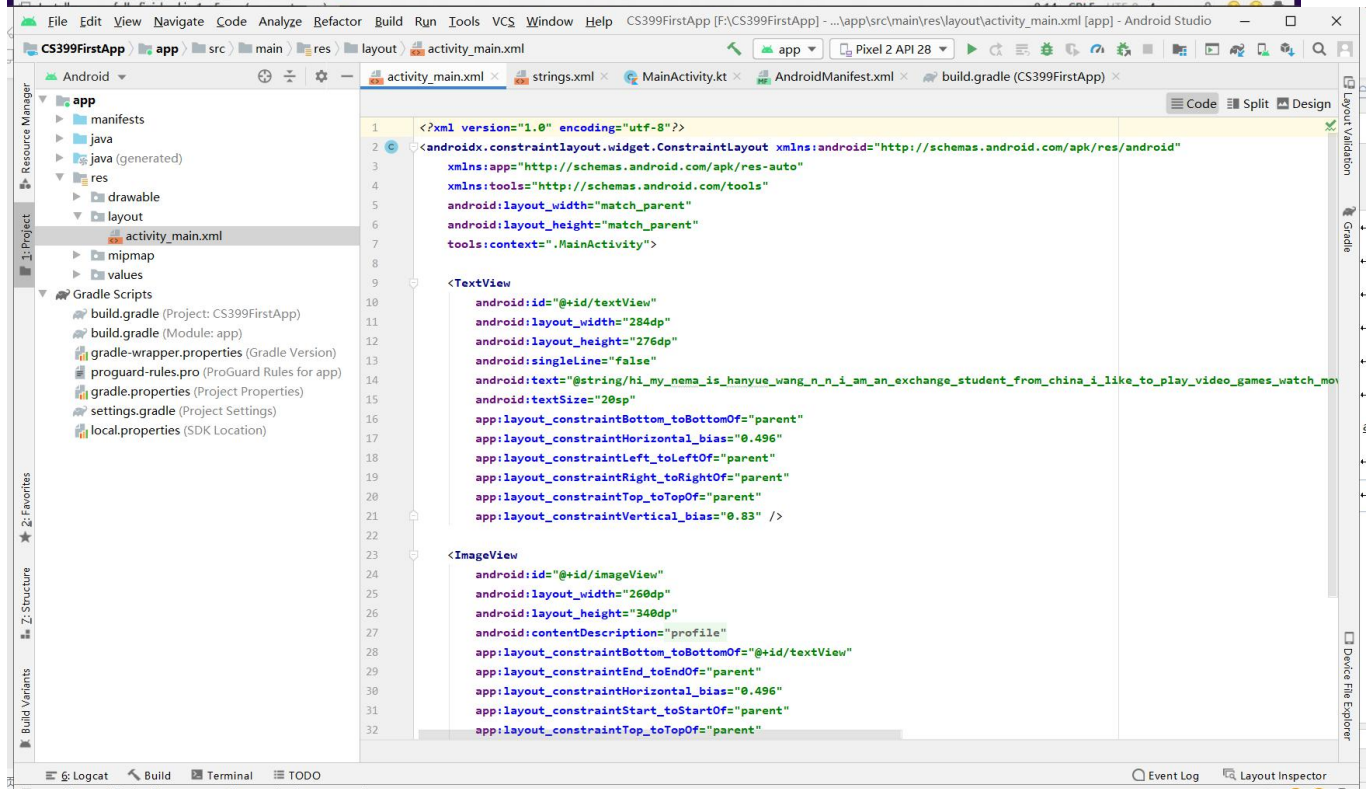 File Edit View Navigate Code Analyze Refactor Build Run Tools VCS Window Help CS399FirstApp [F:\CS399FirstApp] - ...\app\src\main\res\layout\activity_main.xml [app] - Android Studio
CS399FirstApp app src main res layout activity_main.xml app Pixel 2 API 28
Android activity_main.xml strings.xml MainActivity.kt AndroidManifest.xml build.gradle (CS399FirstApp)
Code Split Design
Resource Manager
1: Project
2: Favorites
Z: Structure
Build Variants
app
manifests
java
java (generated)
res
drawable
layout
activity_main.xml
mipmap
values
Gradle Scripts
build.gradle (Project: CS399FirstApp)
build.gradle (Module: app)
gradle-wrapper.properties (Gradle Version)
proguard-rules.pro (ProGuard Rules for app)
gradle.properties (Project Properties)
settings.gradle (Project Settings)
local.properties (SDK Location)
1 <?xml version="1.0" encoding="utf-8"?>
2 <androidx.constraintlayout.widget.ConstraintLayout xmlns:android="http://schemas.android.com/apk/res/android"
3 xmlns:app="http://schemas.android.com/apk/res-auto"
4 xmlns:tools="http://schemas.android.com/tools"
5 android:layout_width="match_parent"
6 android:layout_height="match_parent"
7 tools:context=".MainActivity">
8
9 <TextView
10 android:id="@+id/textView"
11 android:layout_width="284dp"
12 android:layout_height="276dp"
13 android:singleLine="false"
14 android:text="@string/hi_my_nema_is_hanyue_wang_n_n_i_am_an_exchange_student_from_china_i_like_to_play_video_games_watch_mov
15 android:textSize="20sp"
16 app:layout_constraintBottom_toBottomOf="parent"
17 app:layout_constraintHorizontal_bias="0.496"
18 app:layout_constraintLeft_toLeftOf="parent"
19 app:layout_constraintRight_toRightOf="parent"
20 app:layout_constraintTop_toTopOf="parent"
21 app:layout_constraintVertical_bias="0.83" />
22
23 <ImageView
24 android:id="@+id/imageView"
25 android:layout_width="260dp"
26 android:layout_height="340dp"
27 android:contentDescription="profile"
28 app:layout_constraintBottom_toBottomOf="@+id/textView"
29 app:layout_constraintEnd_toEndOf="parent"
30 app:layout_constraintHorizontal_bias="0.496"
31 app:layout_constraintStart_toStartOf="parent"
32 app:layout_constraintTop_toTopOf="parent"
Layout Validation
Gradle
Device File Explorer
6: Logcat Build Terminal TODO Event Log Layout Inspector